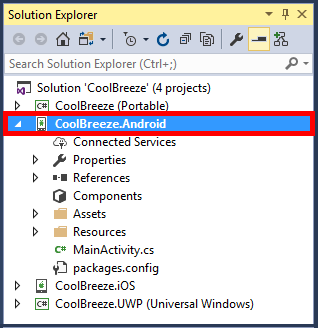 Solution Explorer
Search Solution Explorer (Ctrl+;)
Solution 'CoolBreeze' (4 projects)
C# CoolBreeze (Portable)
CoolBreeze.Android
Connected Services
Properties
References
Components
Assets
Resources
C# MainActivity.cs
packages.config
CoolBreeze.iOS
C# CoolBreeze.UWP (Universal Windows)